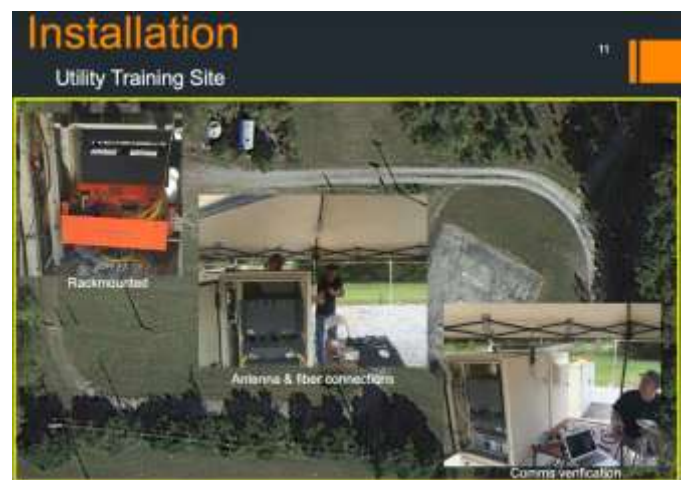 Installation
11
Utility Training Site
Rackmounted
Antenna & fiber connections
Comms verification